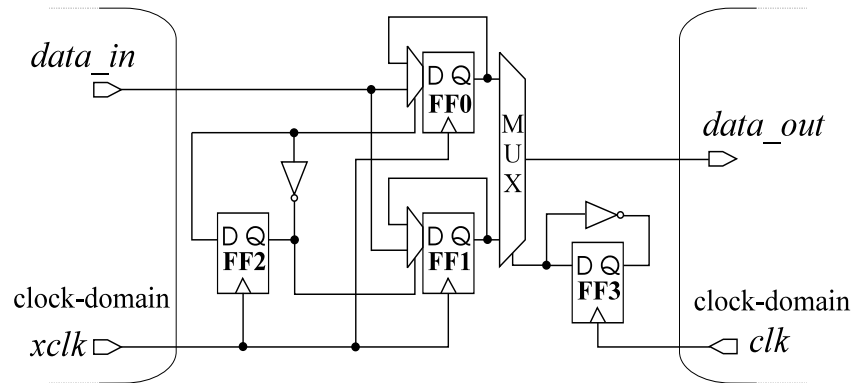 data_in
D Q
FF0
M
U
X
data_out
D Q
FF2
D Q
FF1
D Q
FF3
clock-domain
xclk
clock-domain
clk